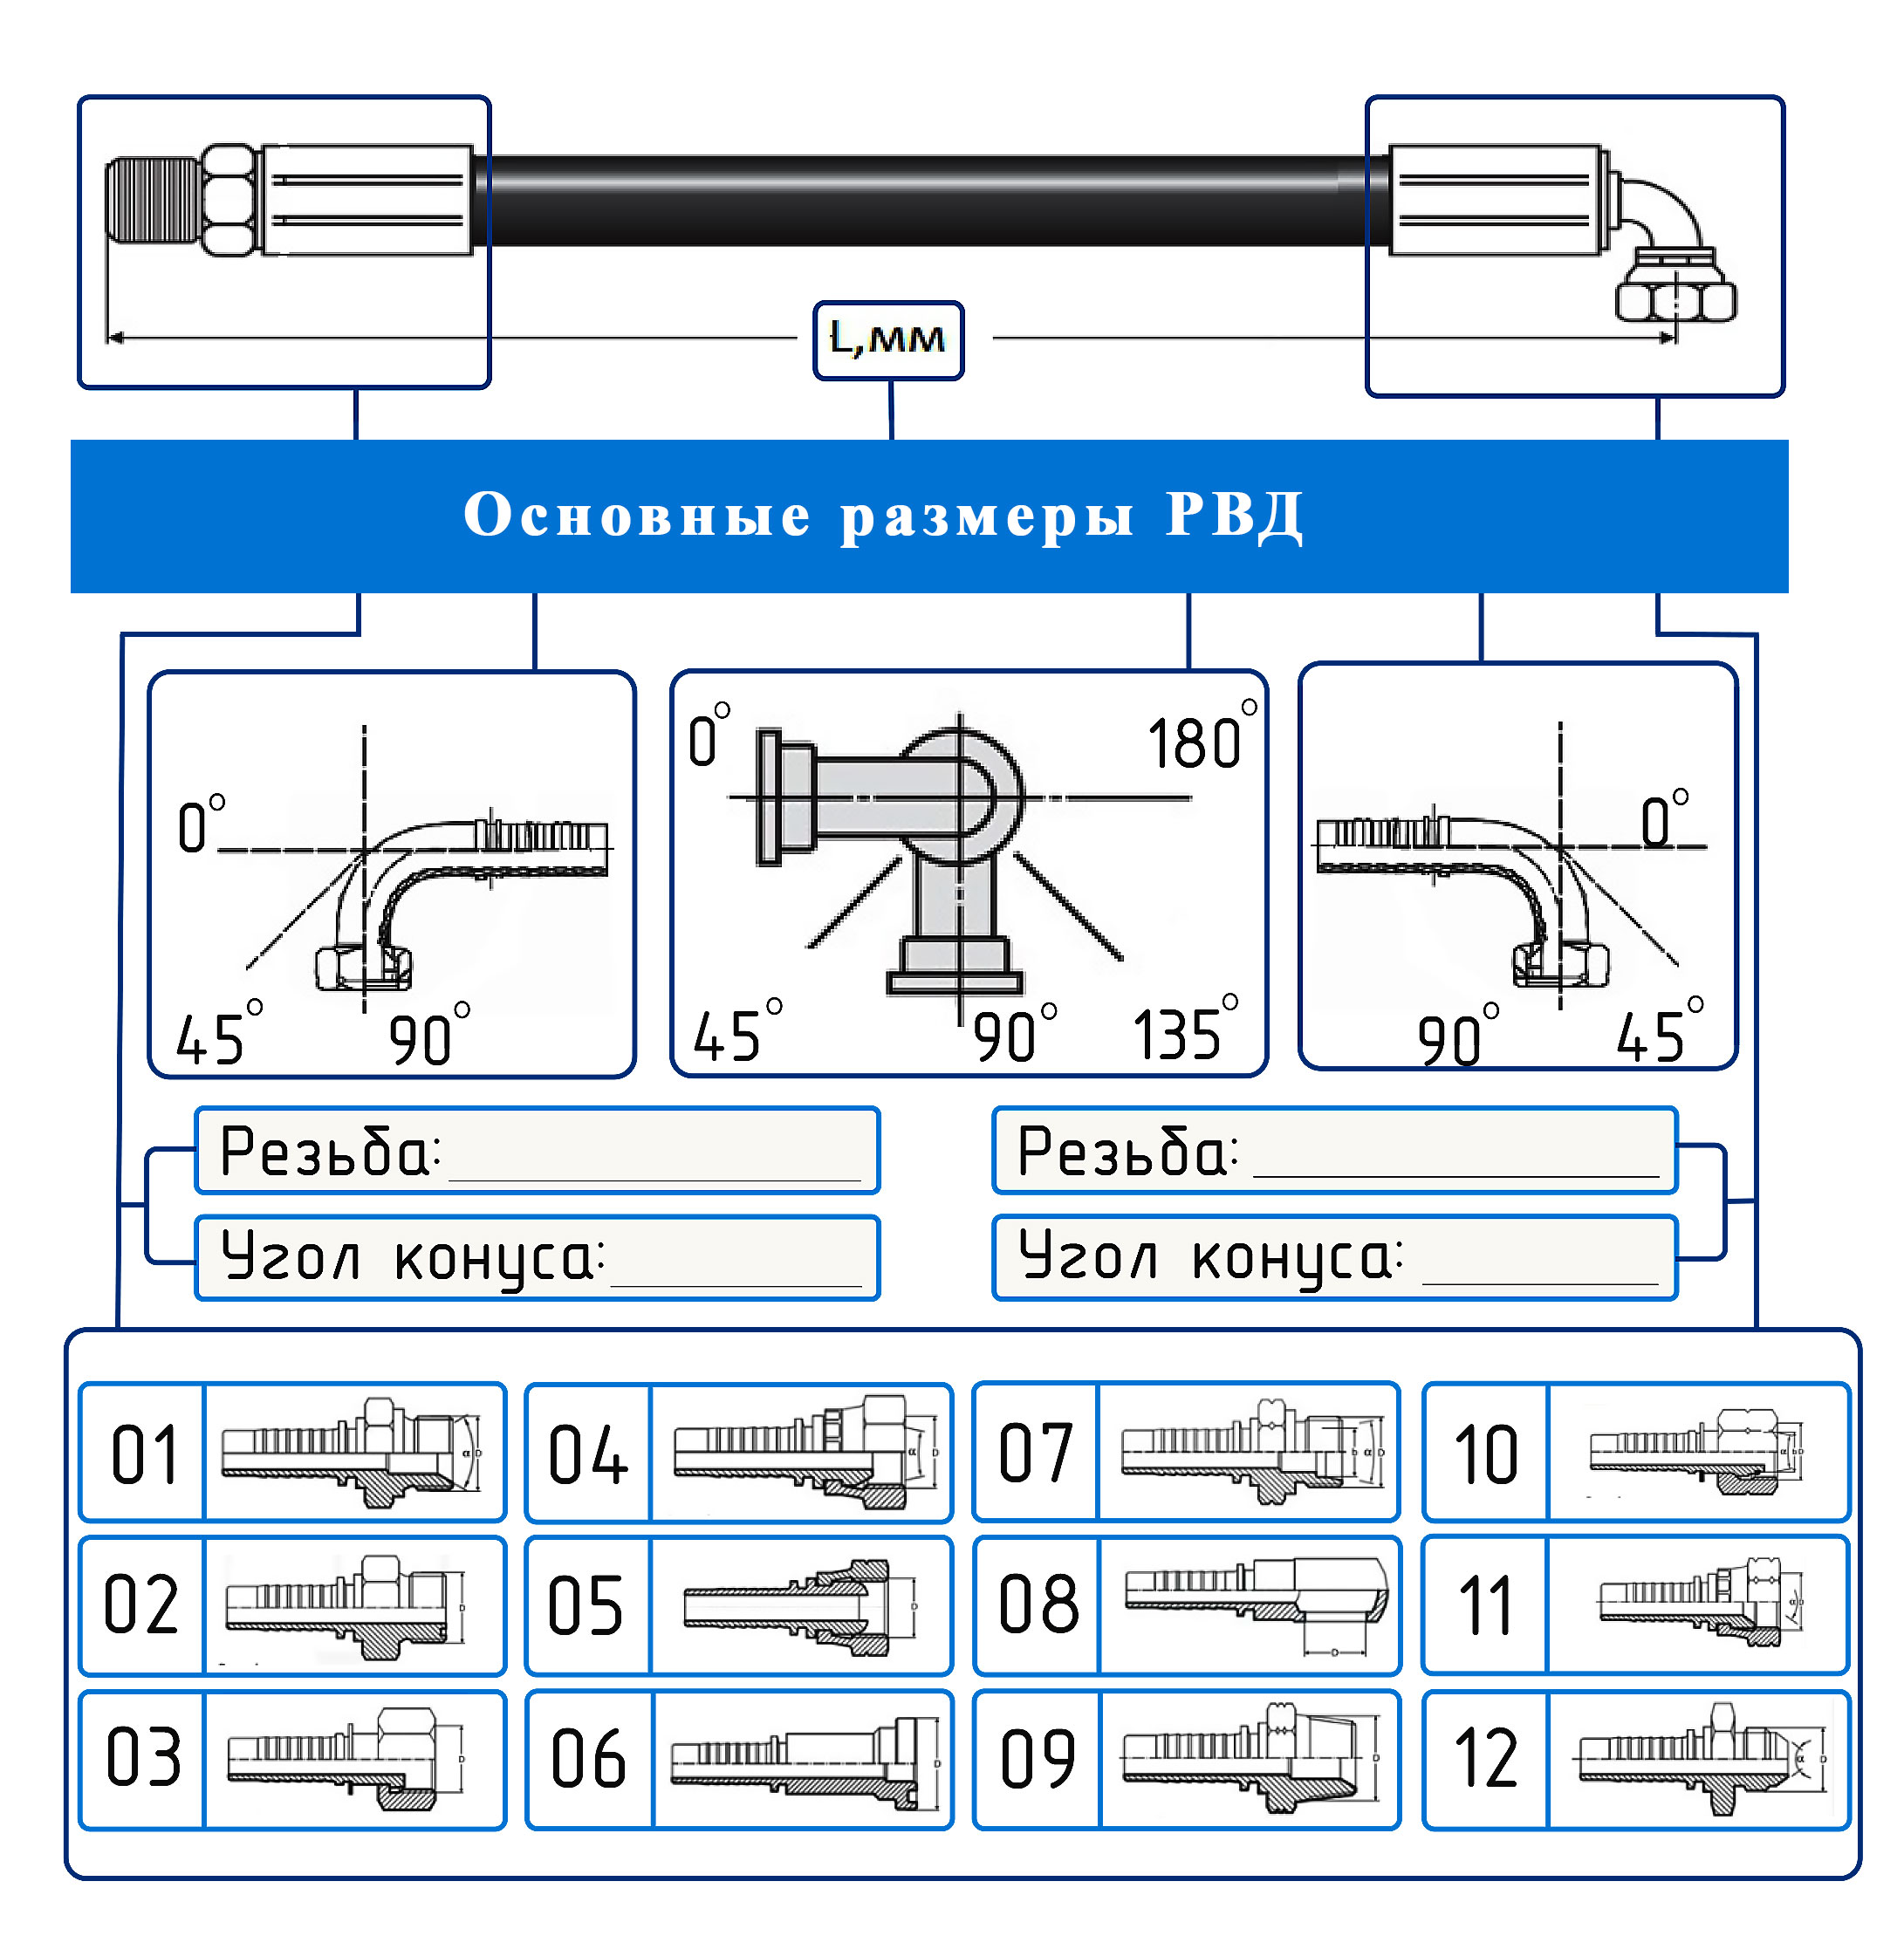 L,мм
Основные размеры РВД
0°
45°
90°
0°
180°
45°
90°
135°
0°
90°
45°
Резьба:
Угол конуса:
Резьба:
Угол конуса:
01
α D
04
α D
07
b α D
10
α b D
02
D
05
D
08
D
11
α D
03
D
06
D
09
D
12
α D